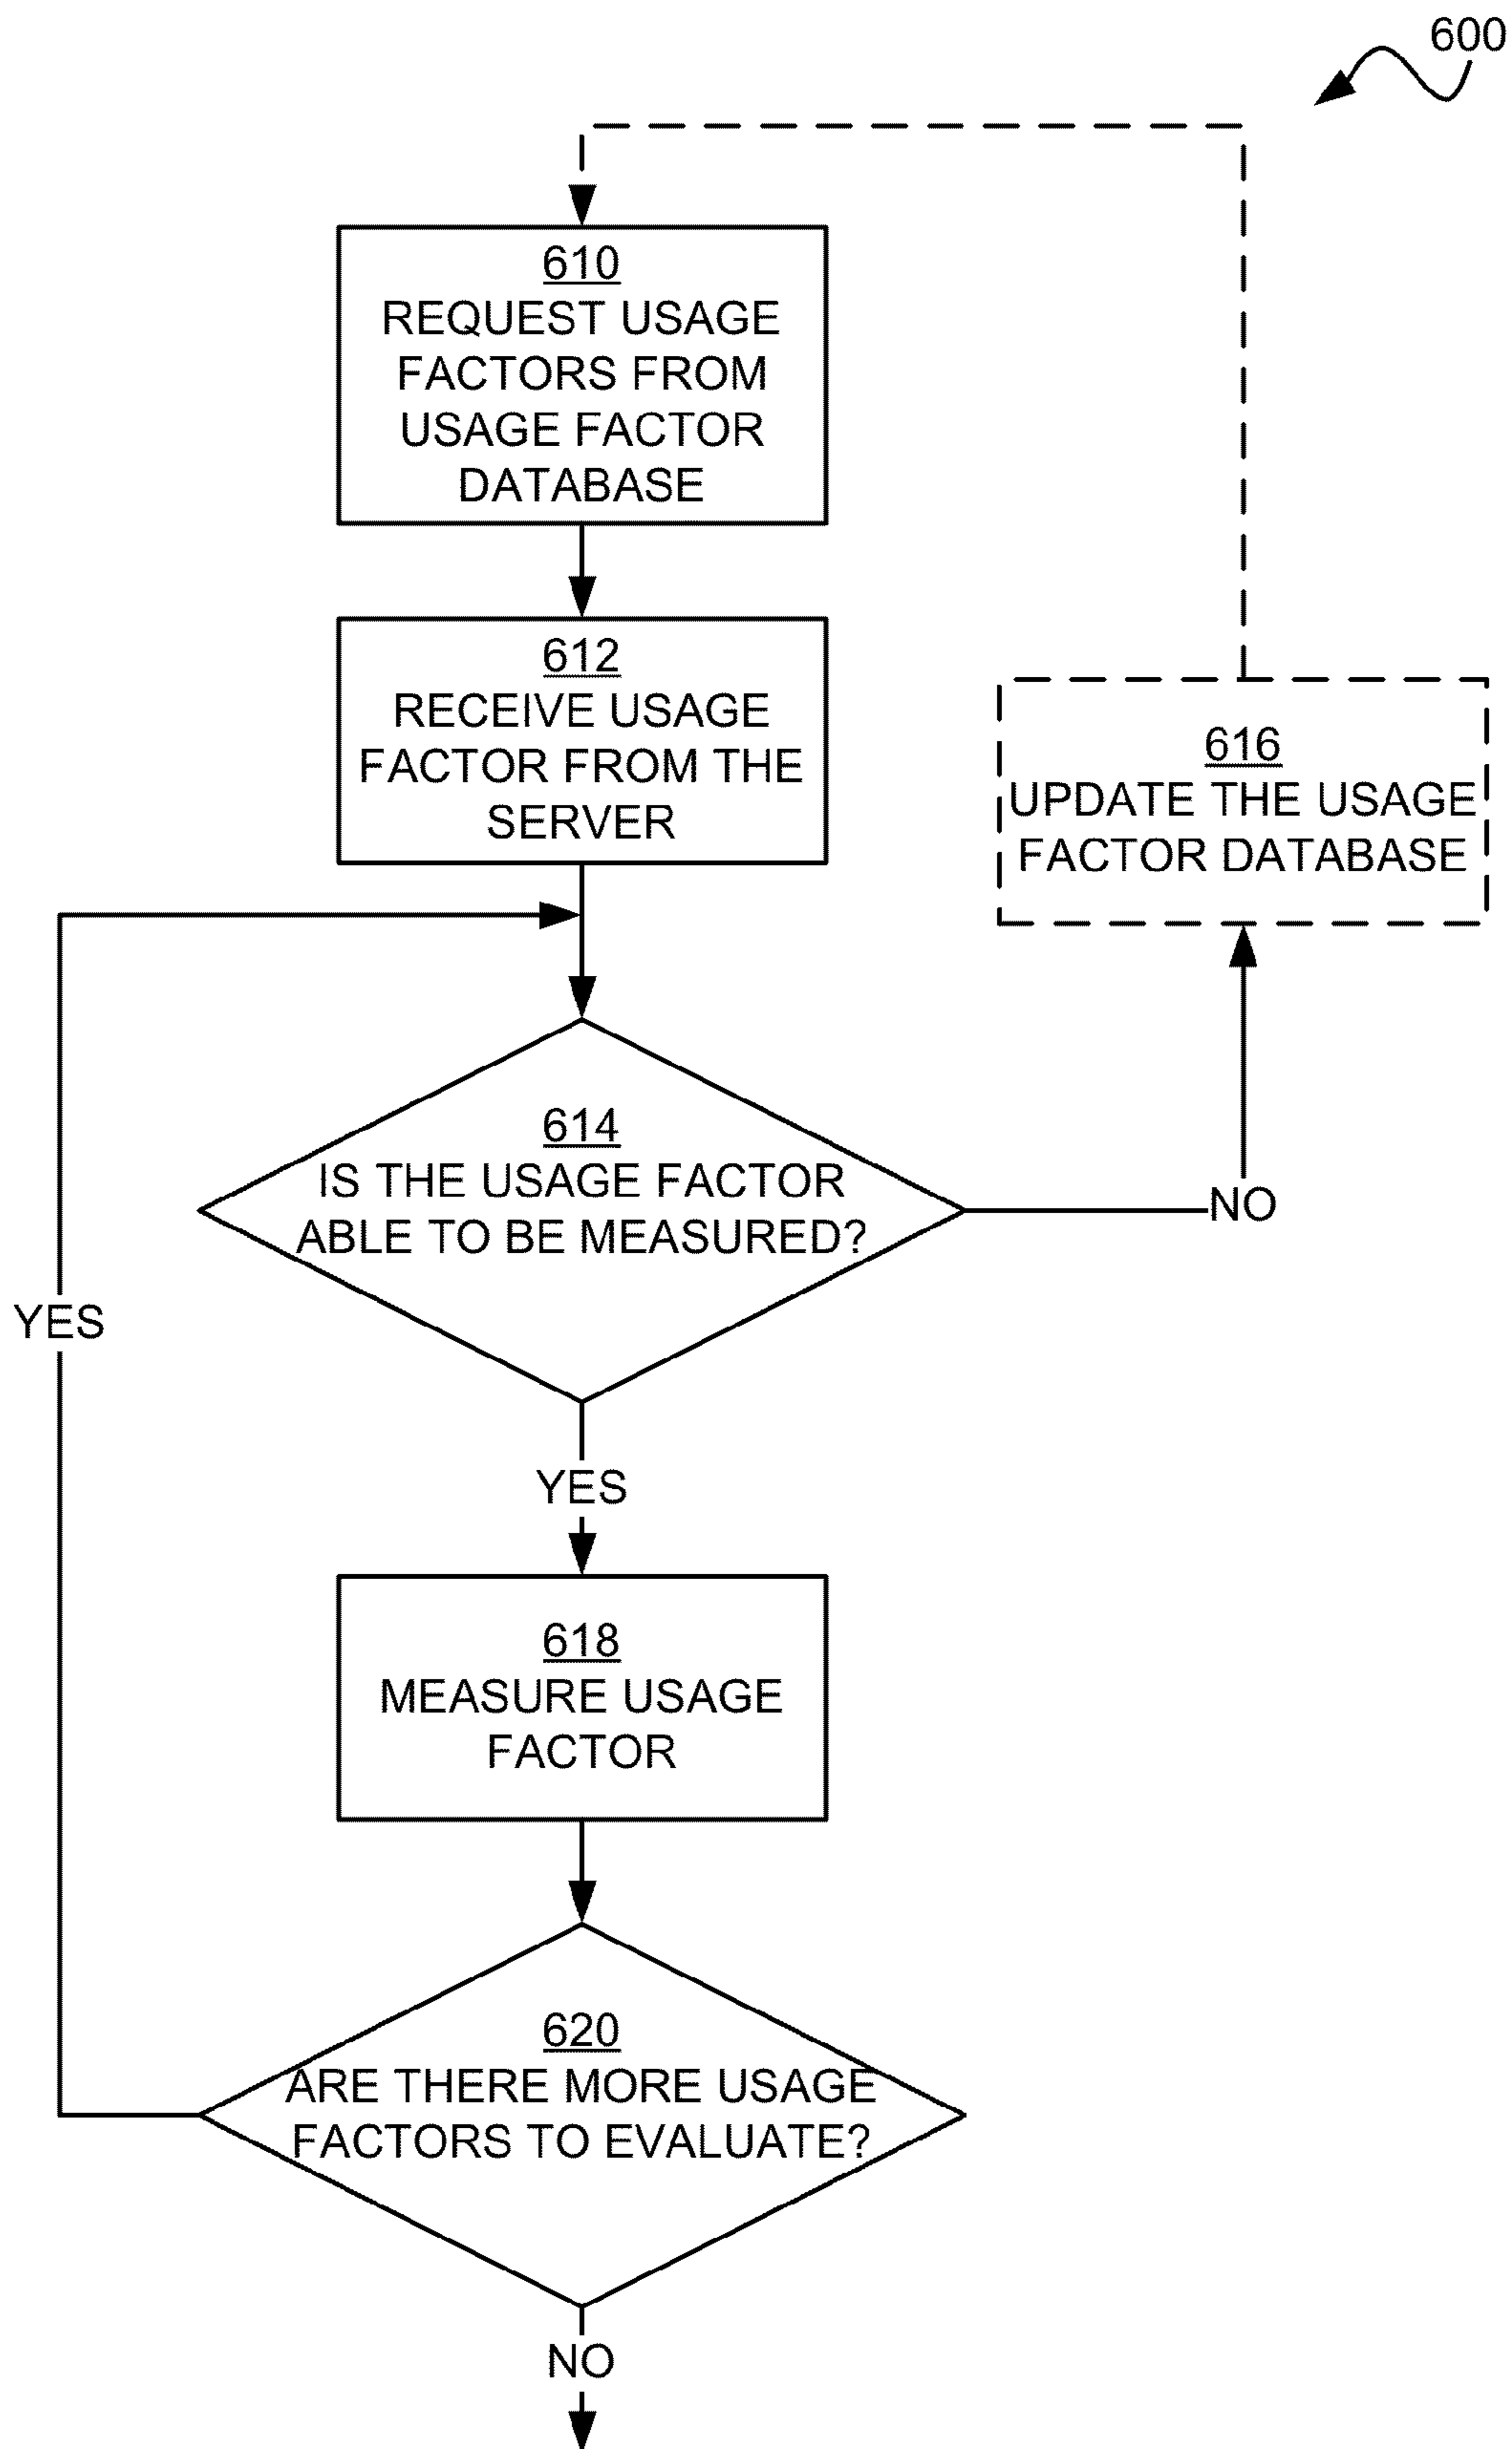 600
610
REQUEST USAGE
FACTORS FROM
USAGE FACTOR
DATABASE
612
RECEIVE USAGE
FACTOR FROM THE
SERVER
616
UPDATE THE USAGE
FACTOR DATABASE
614
IS THE USAGE FACTOR
ABLE TO BE MEASURED?
NO
YES
YES
618
MEASURE USAGE
FACTOR
620
ARE THERE MORE USAGE
FACTORS TO EVALUATE?
NO